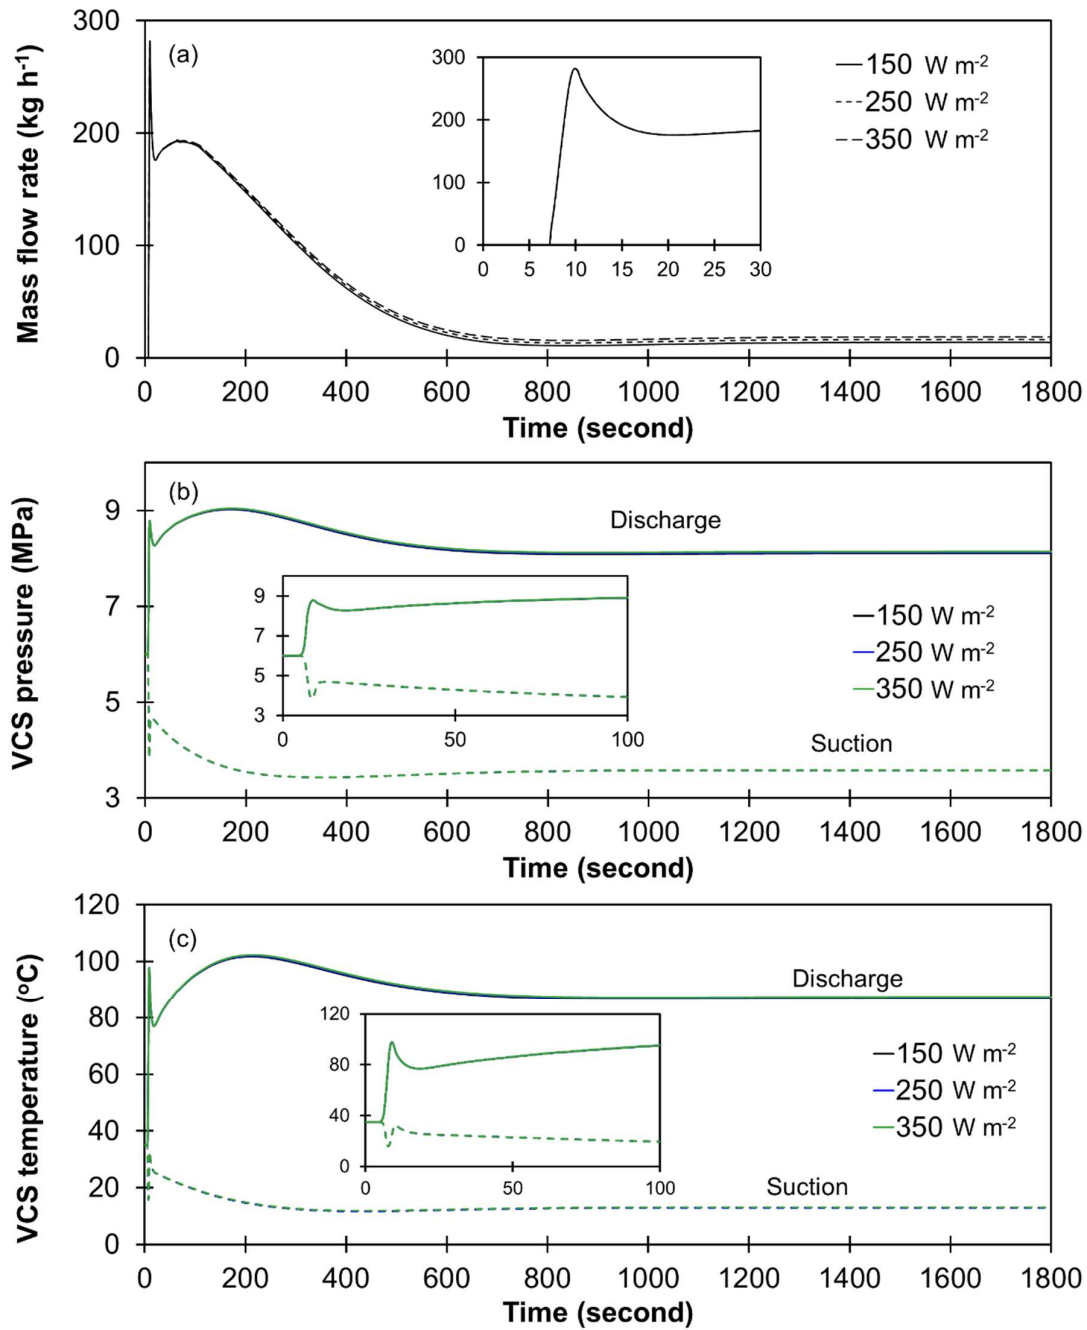 (a)
Mass flow rate (kg h-1)
300
200
100
0
0 200 400 600 800 1000 1200 1400 1600 1800
Time (second)
300
200
100
0
0 5 10 15 20 25 30
150 W m-2
250 W m-2
350 W m-2
(b)
VCS pressure (MPa)
9
7
5
3
0 200 400 600 800 1000 1200 1400 1600 1800
Time (second)
Discharge
9
7
5
3
0 50 100
150 W m-2
250 W m-2
350 W m-2
Suction
(c)
VCS temperature (oC)
120
100
80
60
40
20
0
0 200 400 600 800 1000 1200 1400 1600 1800
Time (second)
Discharge
120
80
40
0
0 50 100
150 W m-2
250 W m-2
350 W m-2
Suction